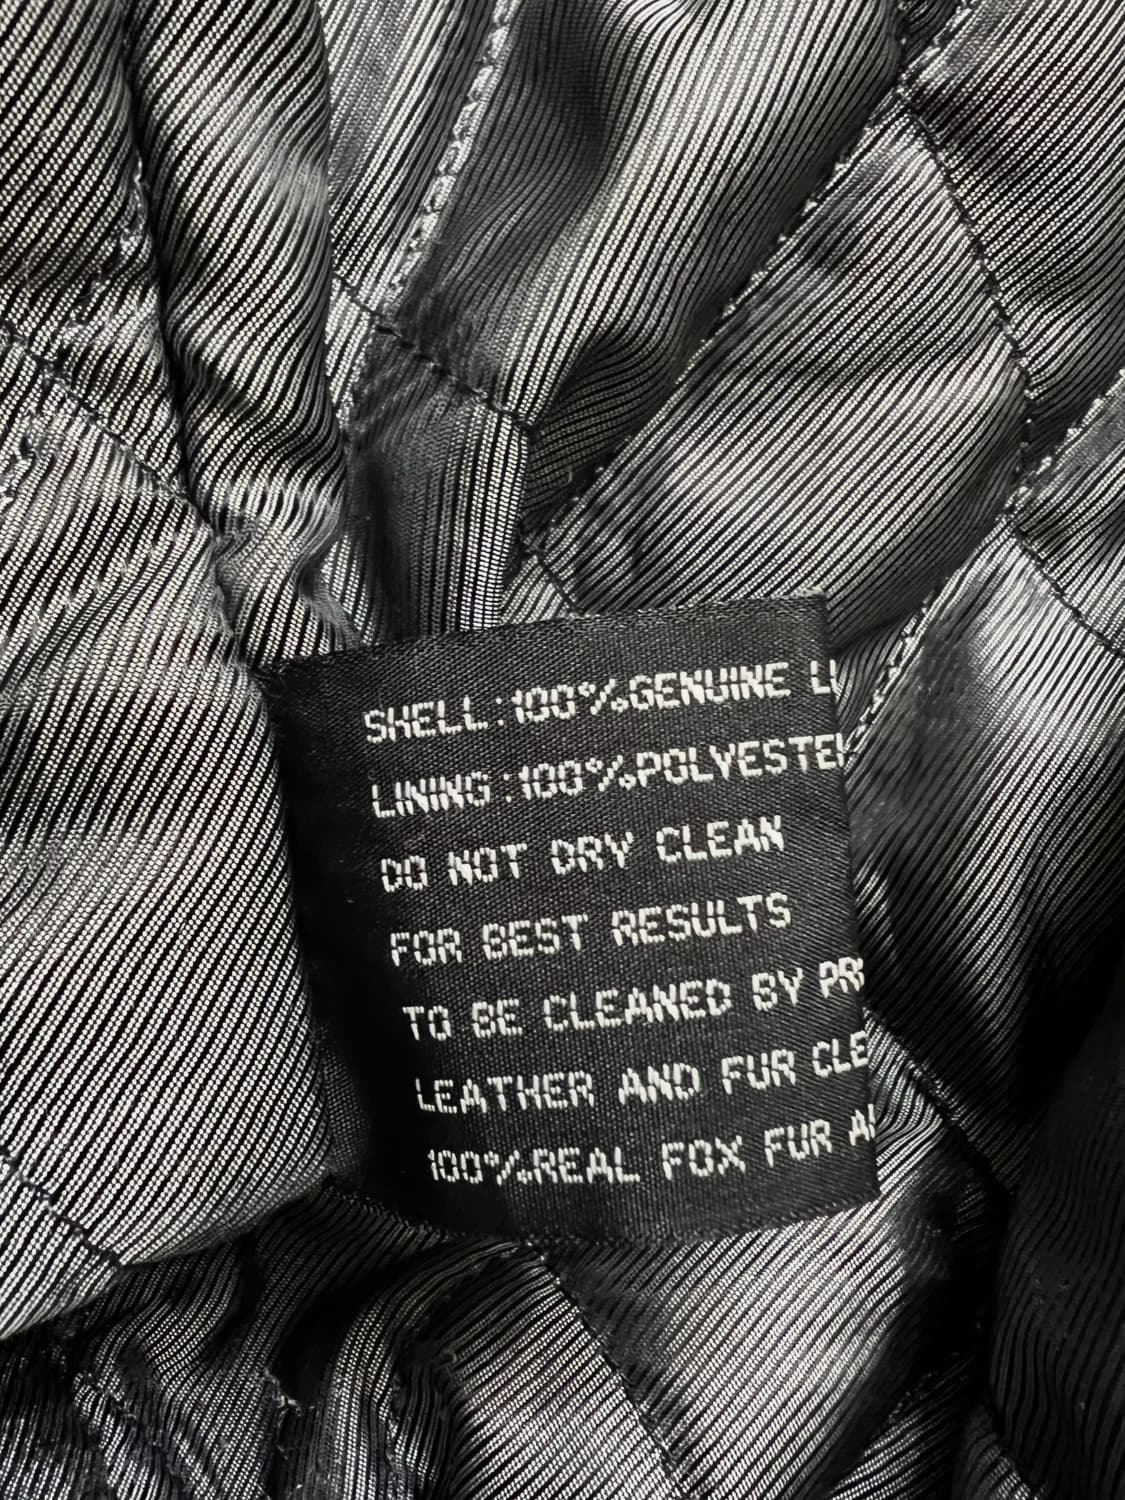 SHELL:100%GENUINE
LINING:100%POLYESTE
DO NOT DRY CLEAN
FOR BEST RESULTS
TO BE CLEANED BY PR
LEATHER AND FUR CLE
100%REAL FOX FUR